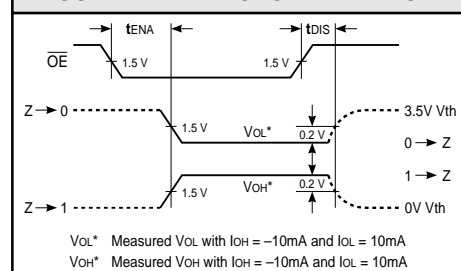 tENA
tDIS
OE
1.5 V
1.5 V
Z 0
1.5 V
VOL*
0.2 V
3.5V Vth
0 Z
1 Z
Z 1
1.5 V
VOH*
0.2 V
0V Vth
VOL* Measured VOL with IOH = –10mA and IOL = 10mA
VOH* Measured VOH with IOH = –10mA and IOL = 10mA